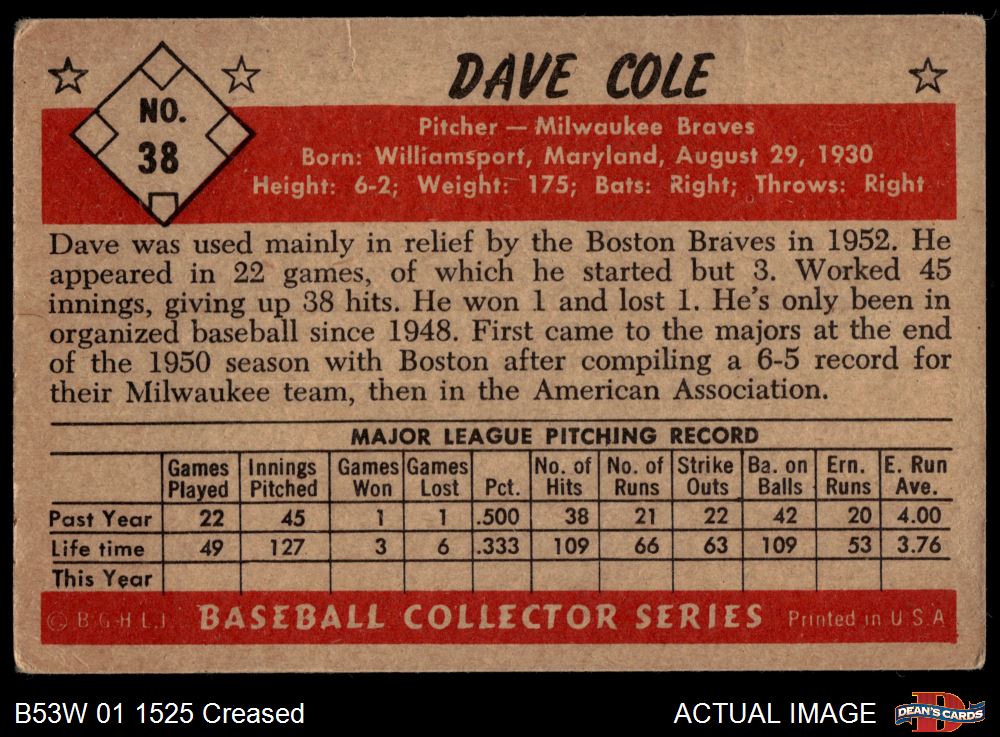 NO.
38
DAVE COLE
Pitcher — Milwaukee Braves
Born: Williamsport, Maryland, August 29, 1930
Height: 6-2; Weight: 175; Bats: Right; Throws: Right
Dave was used mainly in relief by the Boston Braves in 1952. He
appeared in 22 games, of which he started but 3. Worked 45
innings, giving up 38 hits. He won 1 and lost 1. He's only been in
organized baseball since 1948. First came to the majors at the end
of the 1950 season with Boston after compiling a 6-5 record for
their Milwaukee team, then in the American Association.
MAJOR LEAGUE PITCHING RECORD
Games Innings Games Games No. of No. of Strike Ba. on Ern. E. Run
Played Pitched Won Lost Pct. Hits Runs Outs Balls Runs Ave.
Past Year 22 45 1 1 .500 38 21 22 42 20 4.00
Life time 49 127 3 6 .333 109 66 63 109 53 3.76
This Year
© B.G.H.L.I. BASEBALL COLLECTOR SERIES Printed in U.S.A
B53W 01 1525 Creased ACTUAL IMAGE DEAN'S CARDS